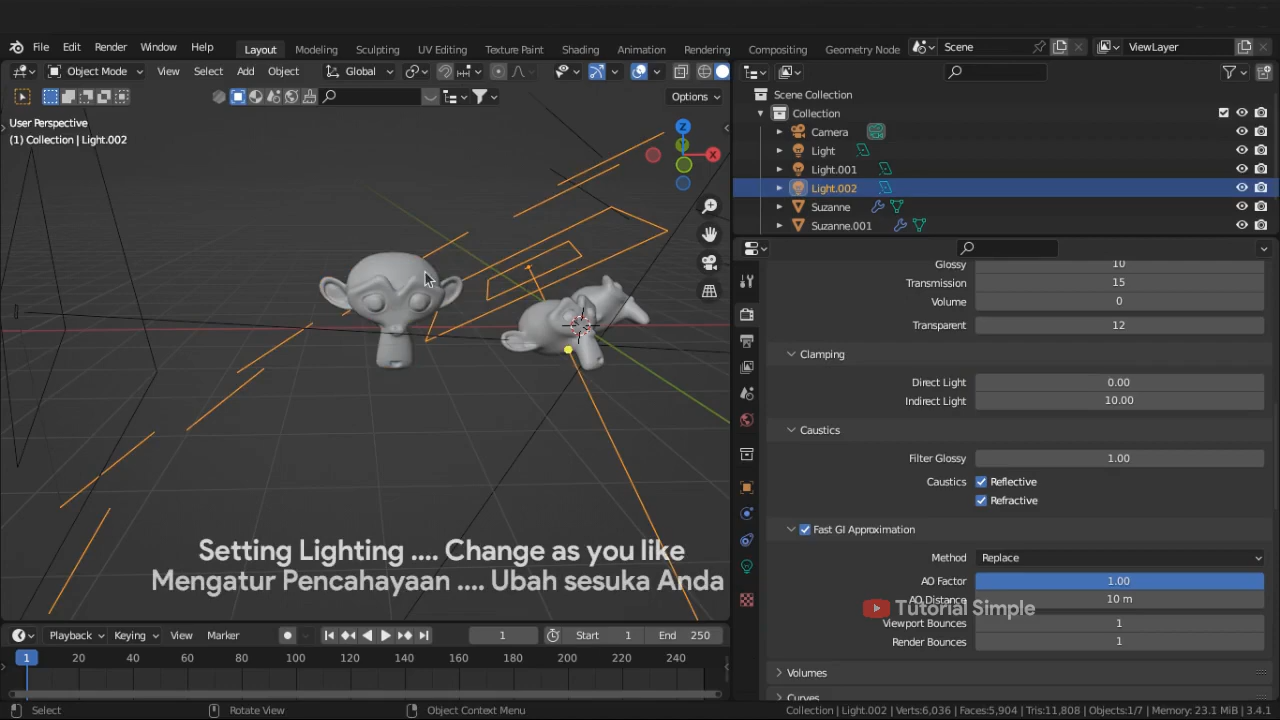 File Edit Render Window Help
Layout Modeling Sculpting UV Editing Texture Paint Shading Animation Rendering Compositing Geometry Node
Scene
ViewLayer
Object Mode View Select Add Object Global
Options
User Perspective
(1) Collection | Light.002
Z
Y
X
Scene Collection
Collection
Camera
Light
Light.001
Light.002
Suzanne
Suzanne.001
Glossy 10
Transmission 15
Volume 0
Transparent 12
Clamping
Direct Light 0.00
Indirect Light 10.00
Caustics
Filter Glossy 1.00
Caustics Reflective
Refractive
Fast GI Approximation
Method Replace
AO Factor 1.00
AO Distance 10 m
Viewport Bounces 1
Render Bounces 1
Volumes
Curves
Tutorial Simple
Setting Lighting .... Change as you like
Mengatur Pencahayaan .... Ubah sesuka Anda
Playback Keying View Marker 1 Start 1 End 250
1 20 40 60 80 100 120 140 160 180 200 220 240
Select Rotate View Object Context Menu
Collection | Light.002 | Verts:6,036 | Faces:5,904 | Tris:11,808 | Objects:1/7 | Memory: 23.1 MiB | 3.4.1